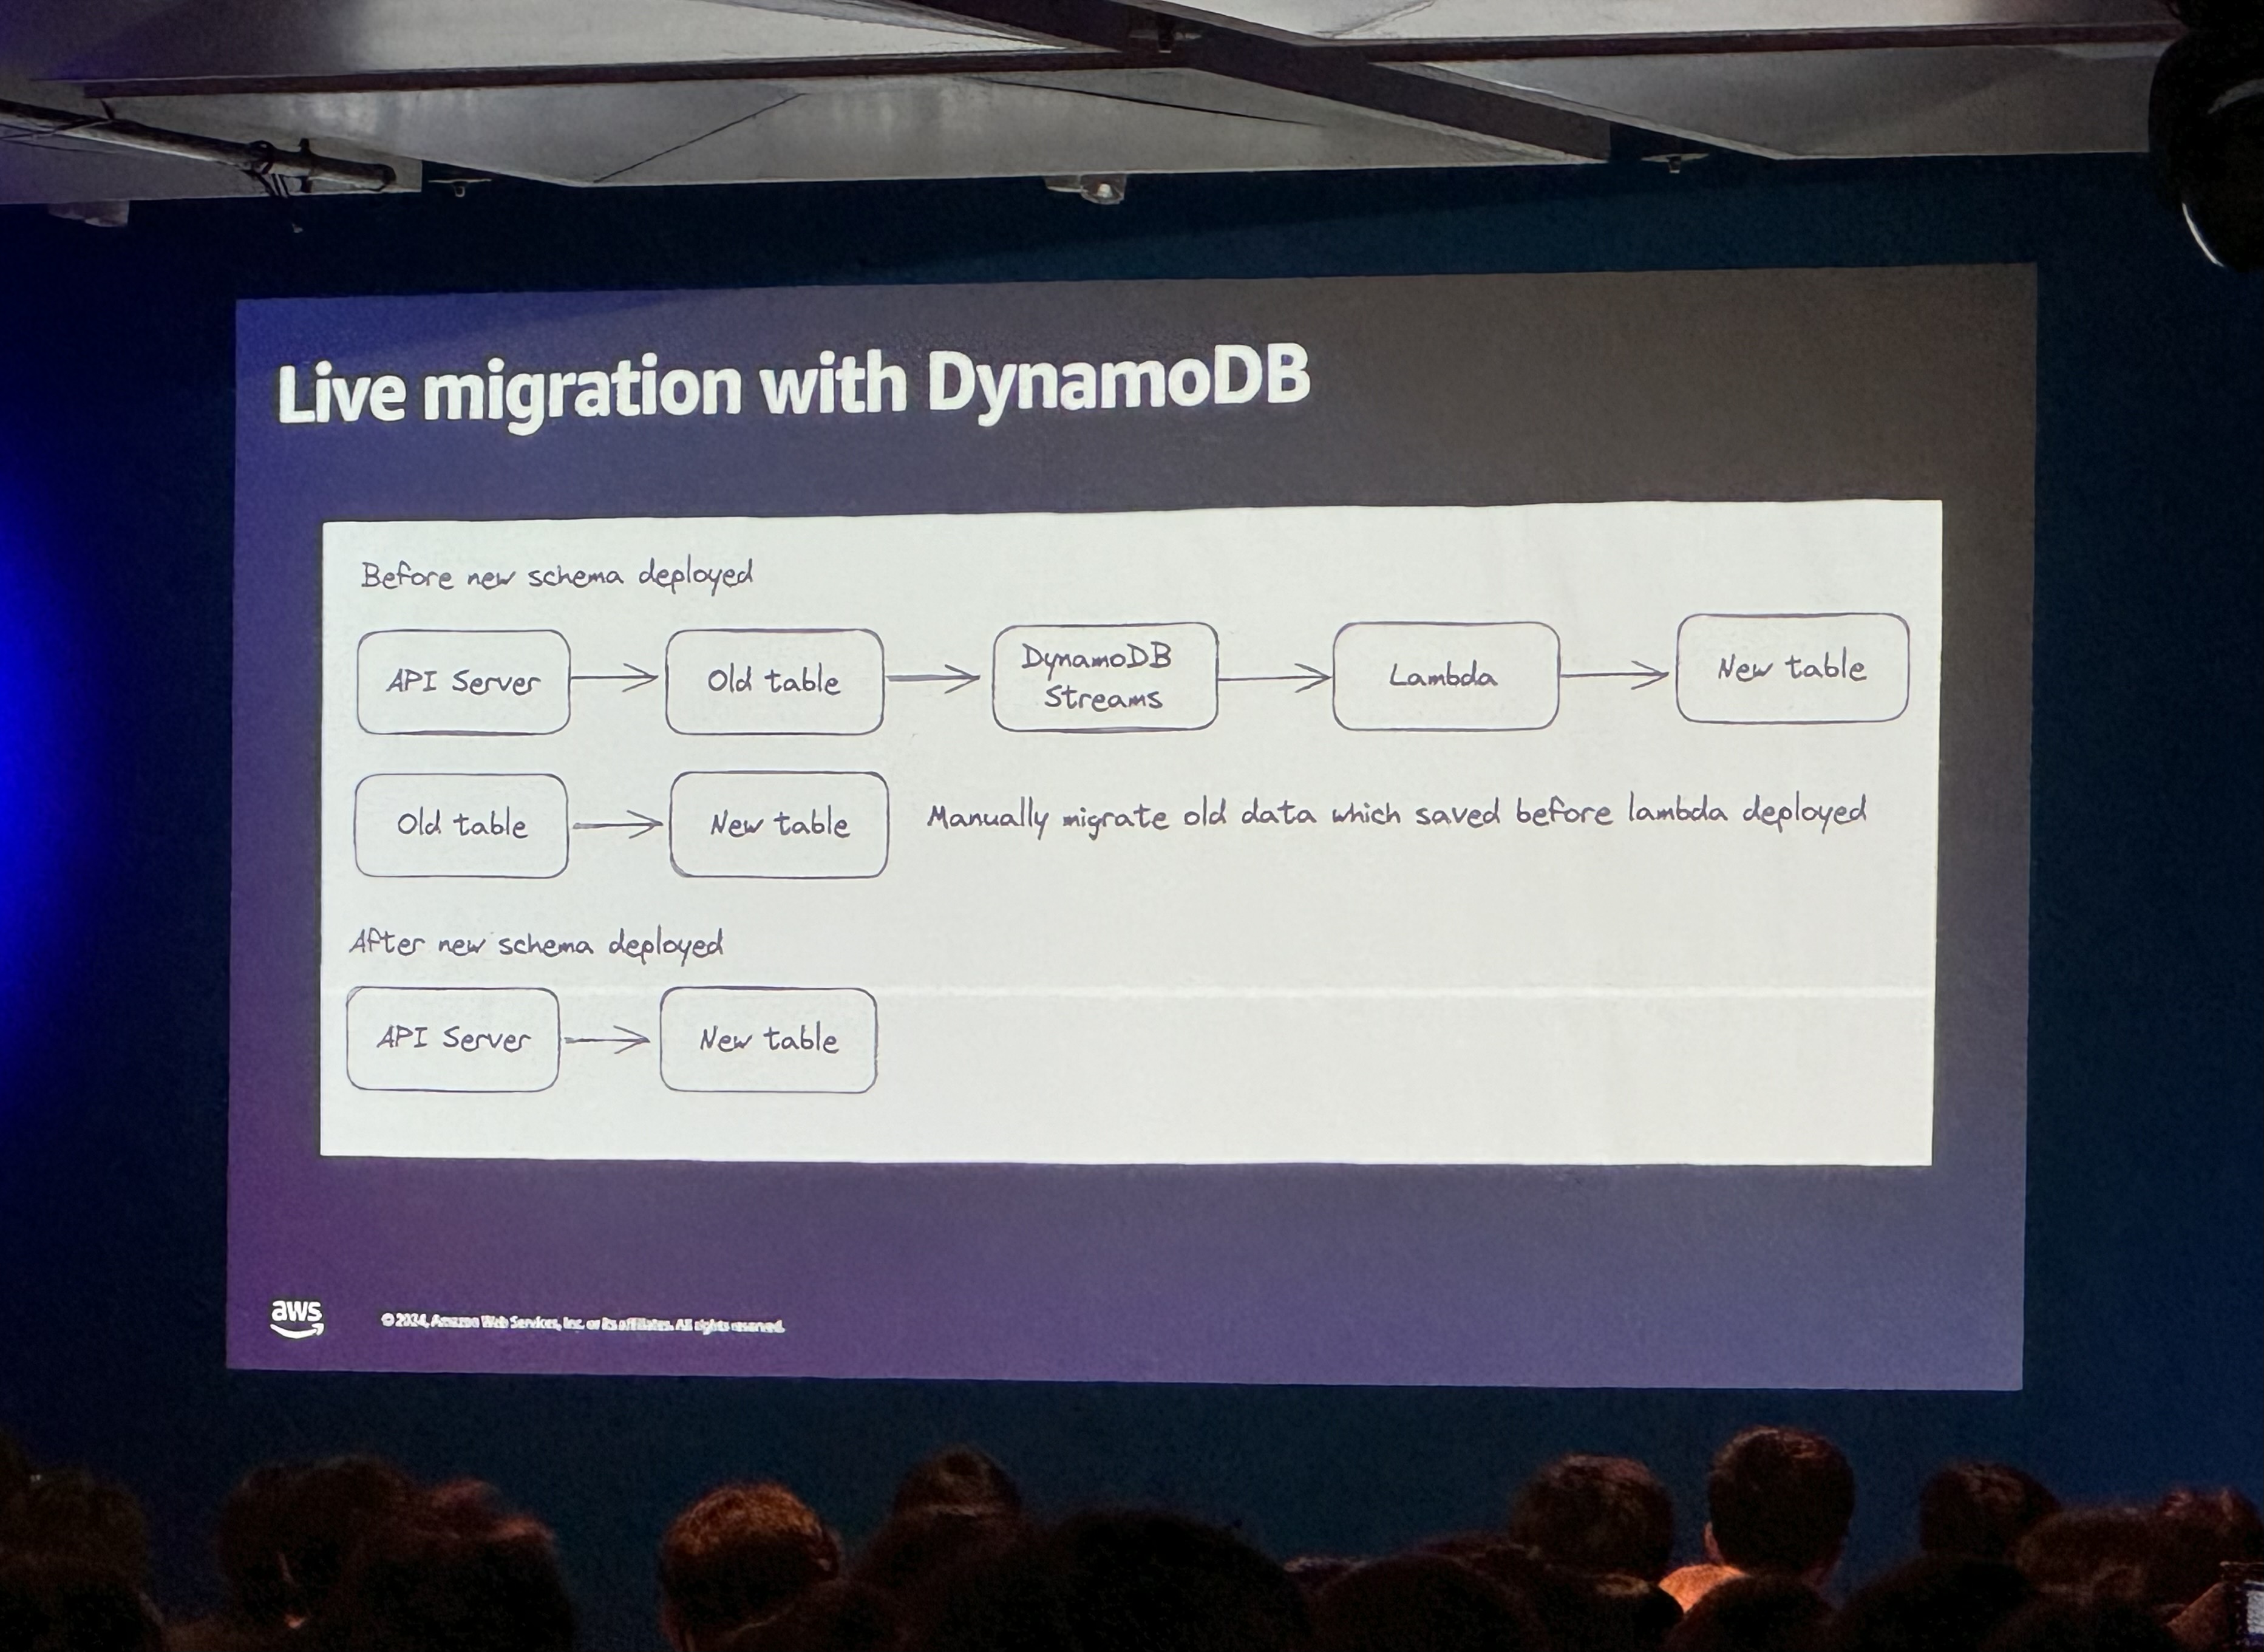 Live migration with DynamoDB
Before new schema deployed
API Server
Old table
DynamoDB
Streams
Lambda
New table
Old table
New table
Manually migrate old data which saved before lambda deployed
After new schema deployed
API Server
New table
aws
© 2024, Amazon Web Services, Inc. or its affiliates. All rights reserved.